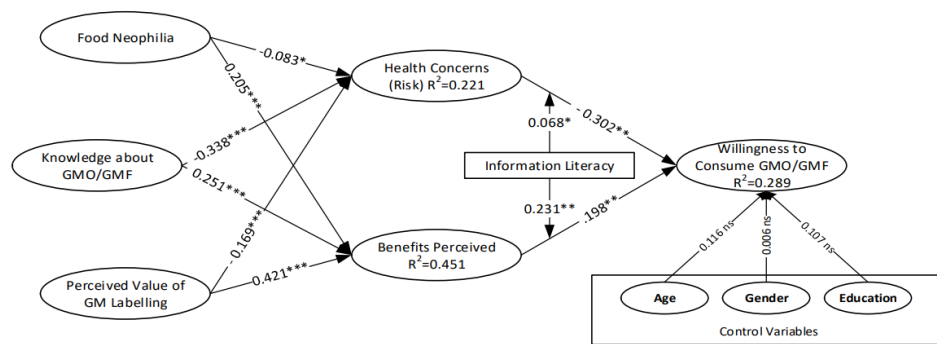 Food Neophilia
-0.083*
0.205***
Health Concerns
(Risk) R²=0.221
-0.338***
0.068*
- 0.302**
Knowledge about
GMO/GMF
0.251***
Information Literacy
Willingness to
Consume GMO/GMF
R²=0.289
- 0.169***
0.231**
.198**
Perceived Value of
GM Labelling
0.421***
Benefits Perceived
R²=0.451
0.116 ns
0.006 ns
0.107 ns
Age
Gender
Education
Control Variables